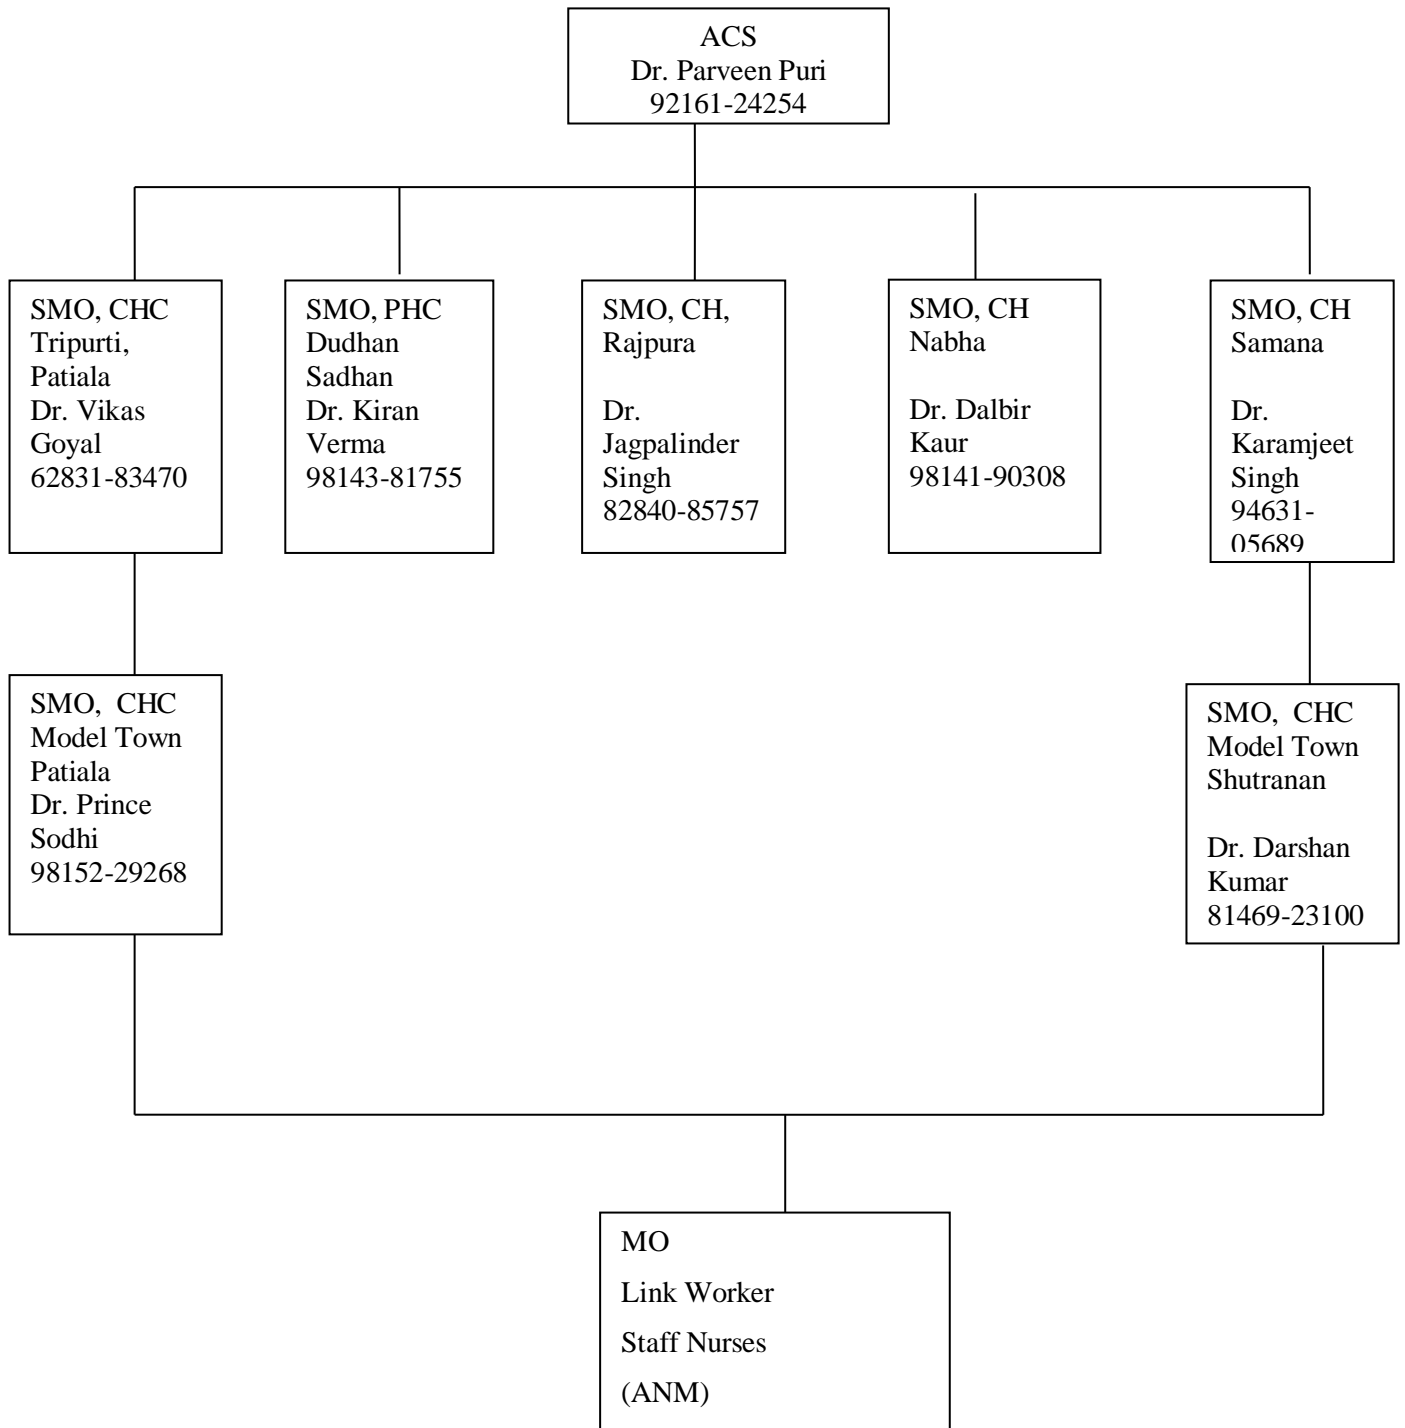 ACS
Dr. Parveen Puri
92161-24254
SMO, CHC
Tripurti,
Patiala
Dr. Vikas
Goyal
62831-83470
SMO, PHC
Dudhan
Sadhan
Dr. Kiran
Verma
98143-81755
SMO, CH,
Rajpura
Dr.
Jagpalinder
Singh
82840-85757
SMO, CH
Nabha
Dr. Dalbir
Kaur
98141-90308
SMO, CH
Samana
Dr.
Karamjeet
Singh
94631-
05689
SMO, CHC
Model Town
Patiala
Dr. Prince
Sodhi
98152-29268
SMO, CHC
Model Town
Shutranan
Dr. Darshan
Kumar
81469-23100
MO
Link Worker
Staff Nurses
(ANM)